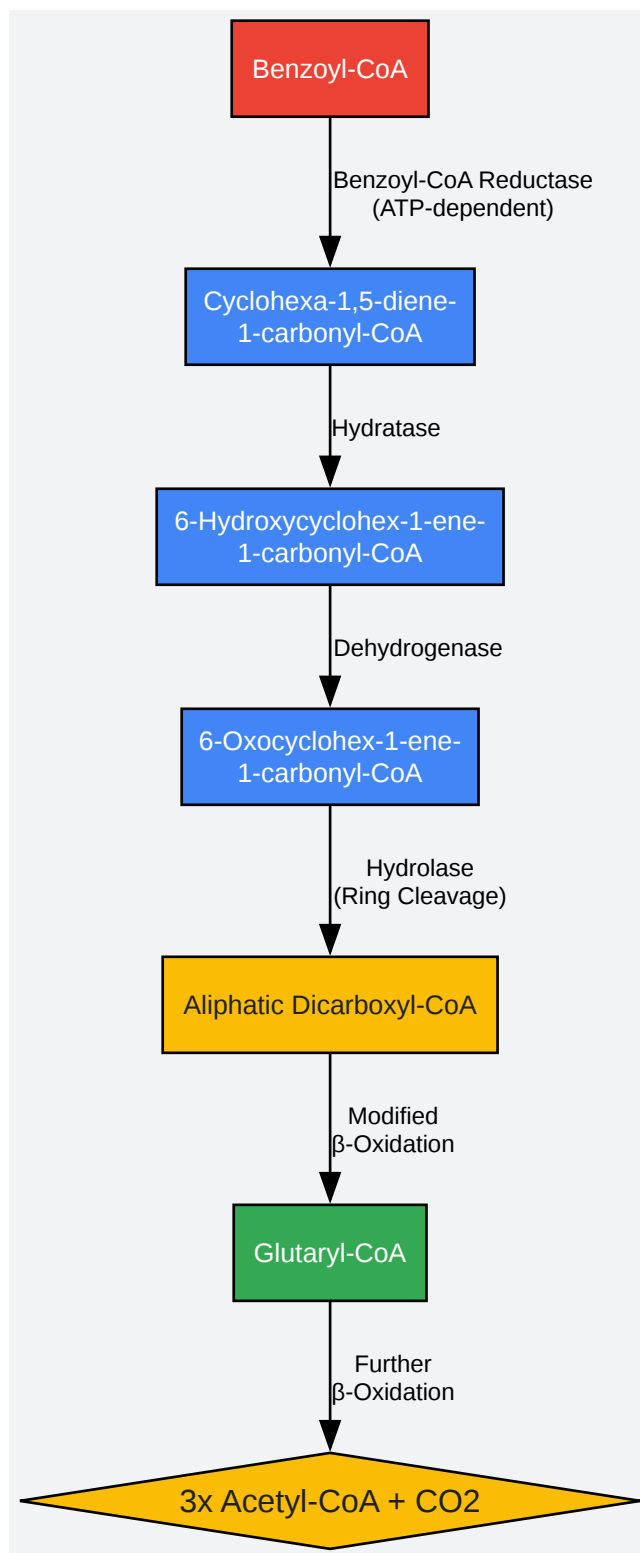 Benzoyl-CoA
Benzoyl-CoA Reductase
(ATP-dependent)
Cyclohexa-1,5-diene-
1-carbonyl-CoA
Hydratase
6-Hydroxycyclohex-1-ene-
1-carbonyl-CoA
Dehydrogenase
6-Oxocyclohex-1-ene-
1-carbonyl-CoA
Hydrolase
(Ring Cleavage)
Aliphatic Dicarboxyl-CoA
Modified
β-Oxidation
Glutaryl-CoA
Further
β-Oxidation
3x Acetyl-CoA + CO2